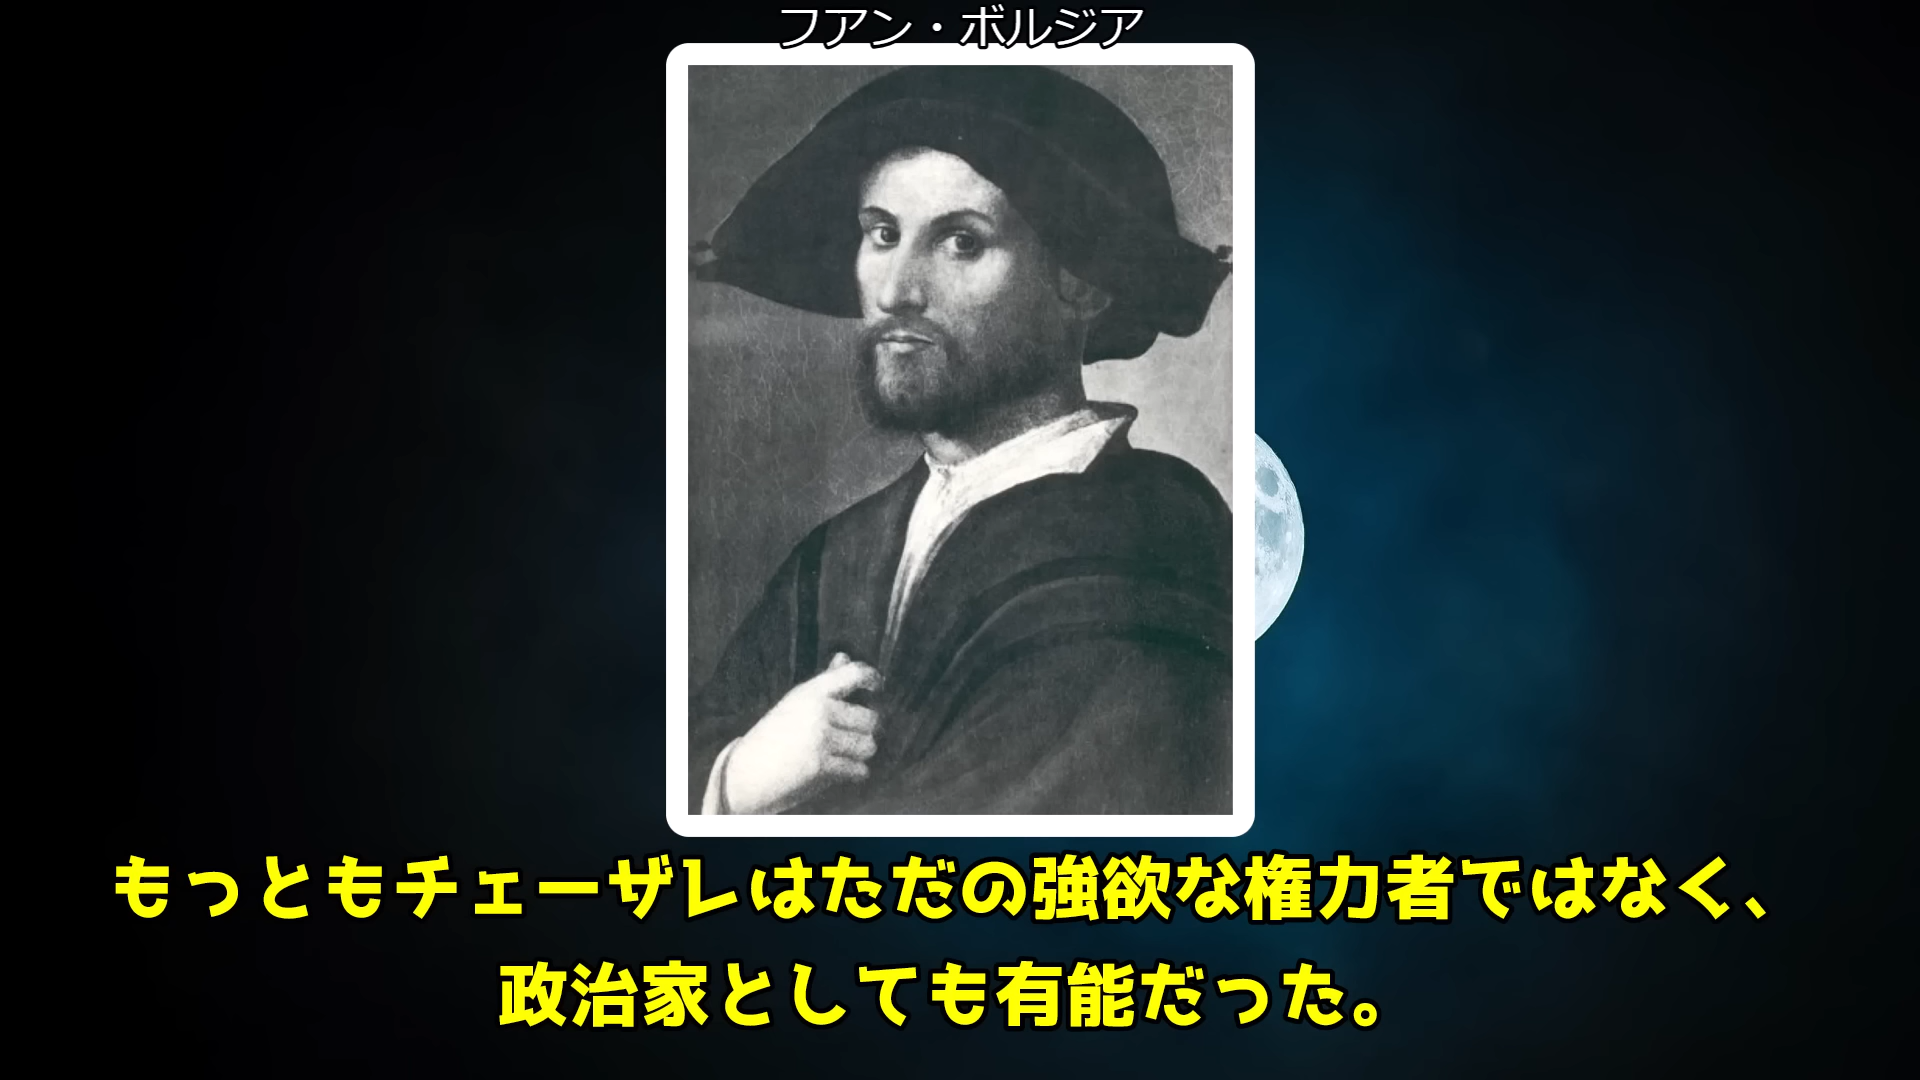 フアン・ボルジア
もっともチェーザレはただの強欲な権力者ではなく、
政治家としても有能だった。